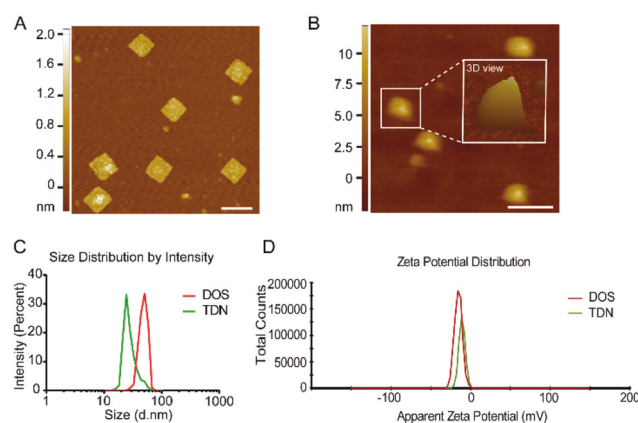 A
2.0
1.6
1.2
0.8
0.4
0
nm
B
10
7.5
5.0
2.5
0
nm
3D view
C
Size Distribution by Intensity
Intensity (Percent)
40
30
20
10
0
1
10
100
1000
Size (d.nm)
DOS
TDN
D
Zeta Potential Distribution
Total Counts
200000
150000
100000
50000
0
-100
0
100
200
Apparent Zeta Potential (mV)
DOS
TDN